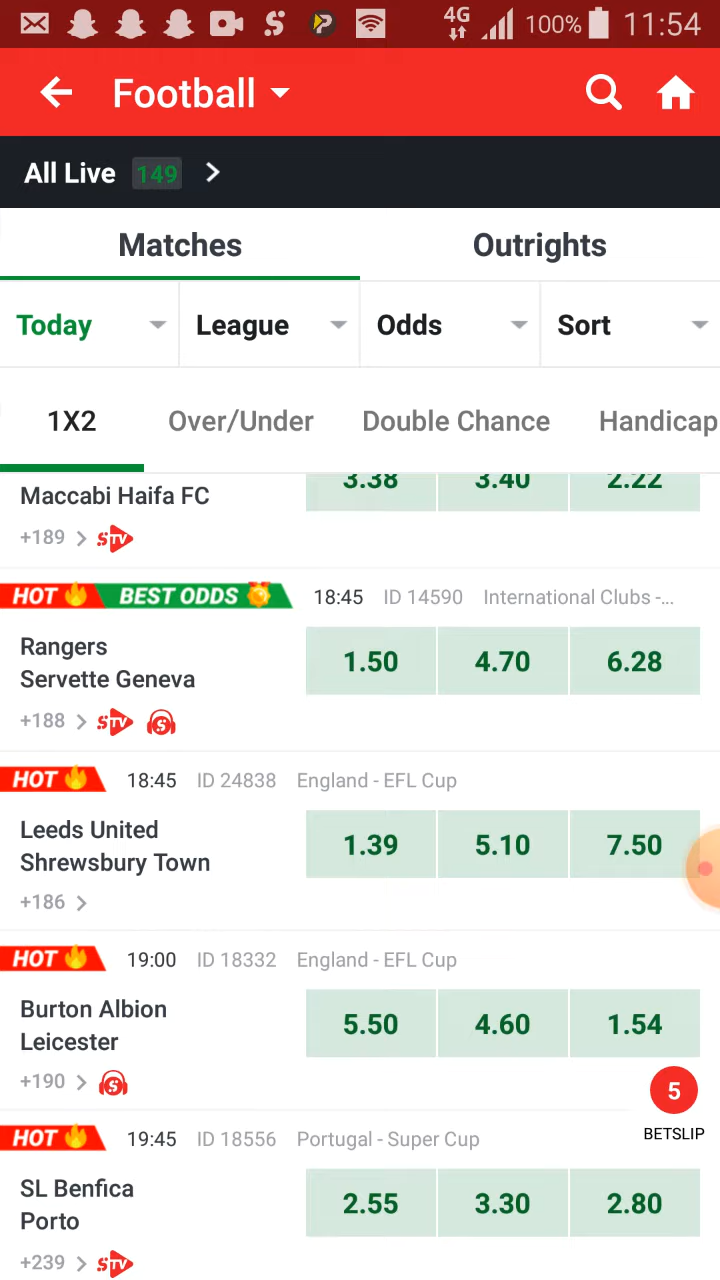 4G 100% 11:54
Football
All Live 149
Matches Outrights
Today League Odds Sort
1X2 Over/Under Double Chance Handicap
Maccabi Haifa FC 3.38 3.40 2.22
+189 STV
HOT BEST ODDS 18:45 ID 14590 International Clubs -...
Rangers
Servette Geneva
1.50 4.70 6.28
+188 STV S
HOT 18:45 ID 24838 England - EFL Cup
Leeds United
Shrewsbury Town
1.39 5.10 7.50
+186
HOT 19:00 ID 18332 England - EFL Cup
Burton Albion
Leicester
5.50 4.60 1.54
+190 S
5
BETSLIP
HOT 19:45 ID 18556 Portugal - Super Cup
SL Benfica
Porto
2.55 3.30 2.80
+239 STV